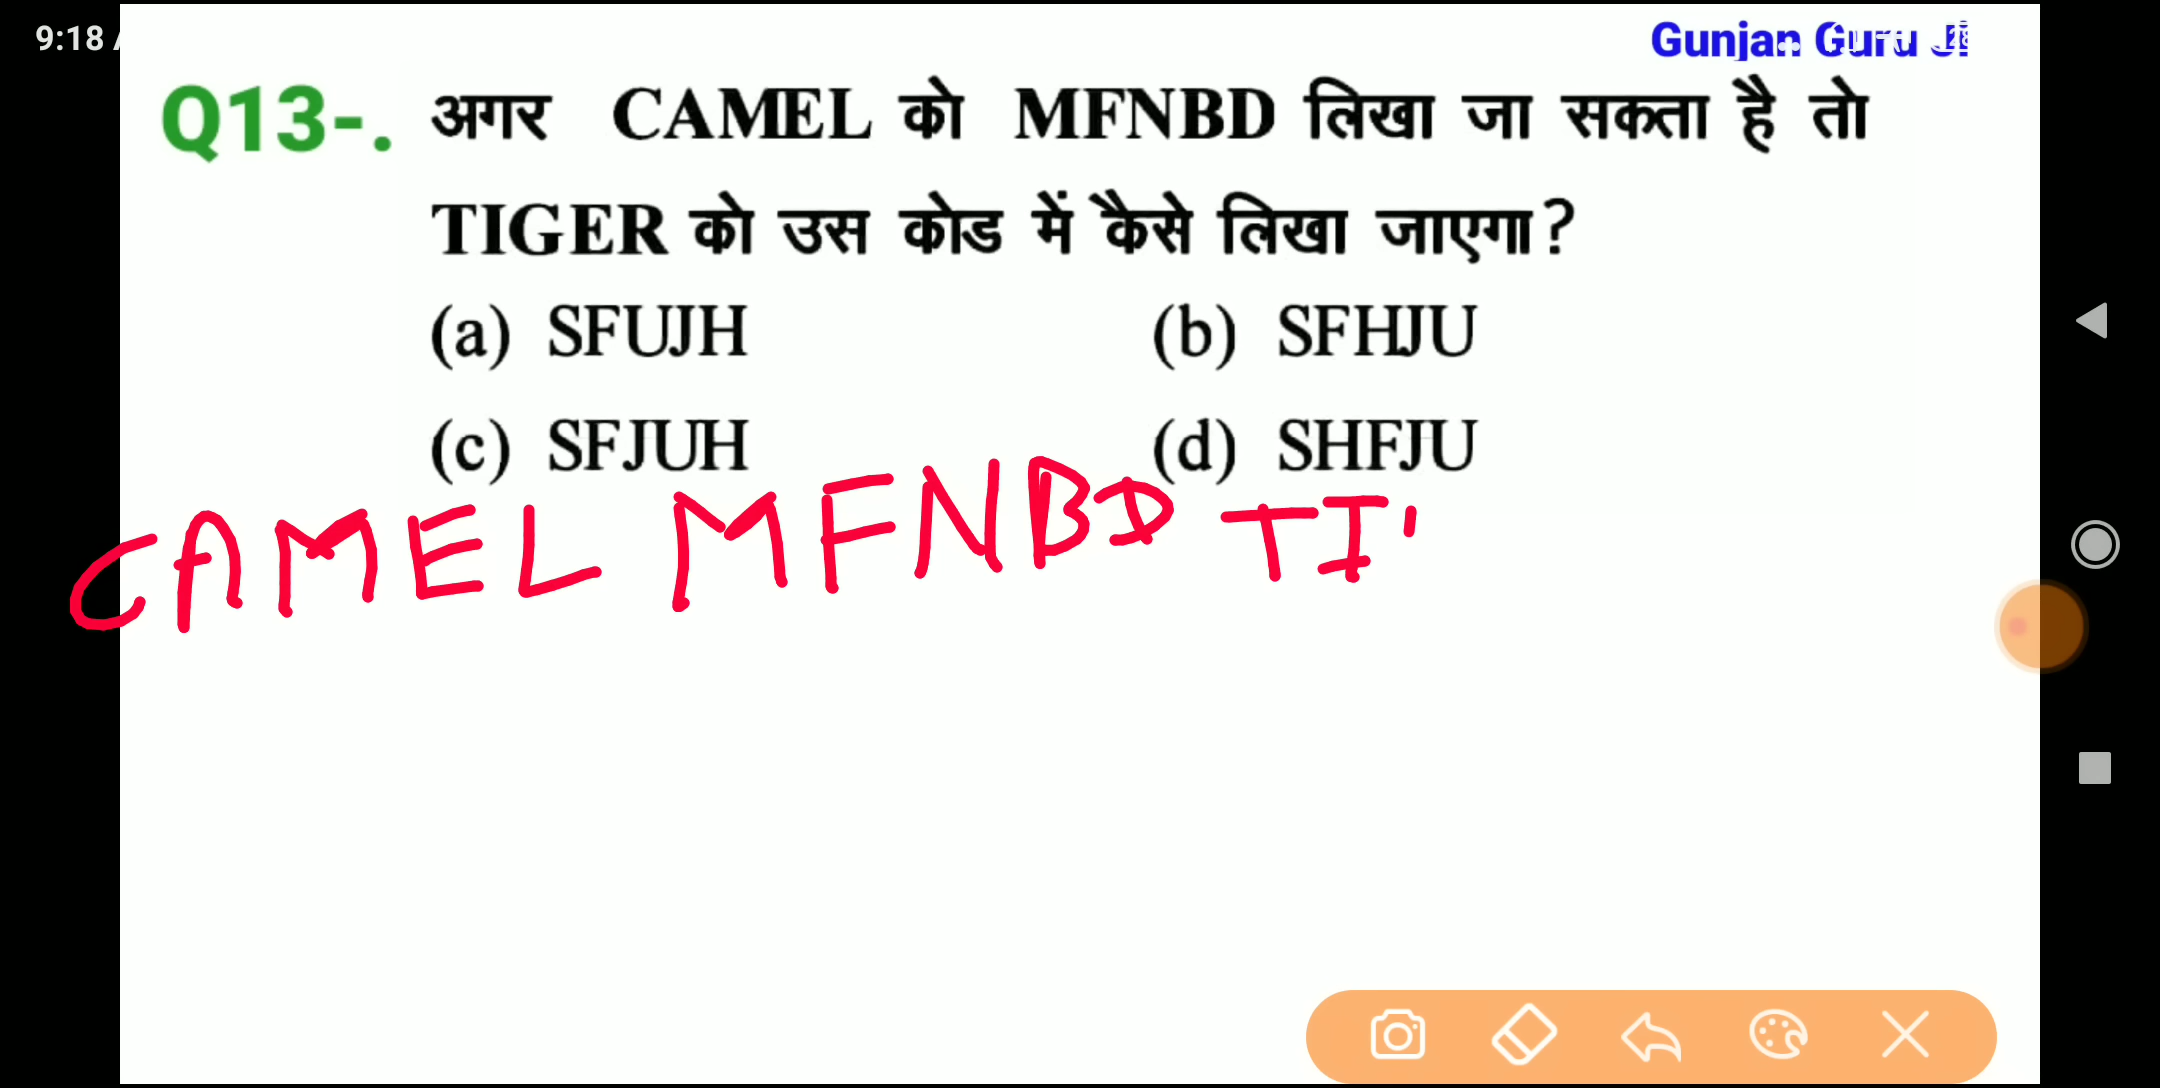 9:18
Gunjan Guru Ji
Q13-. अगर CAMEL को MFNBD लिखा जा सकता है तो
TIGER को उस कोड में कैसे लिखा जाएगा?
(a) SFUJH (b) SFHJU
(c) SFJUH (d) SHFJU
CAMEL MFNBD TI